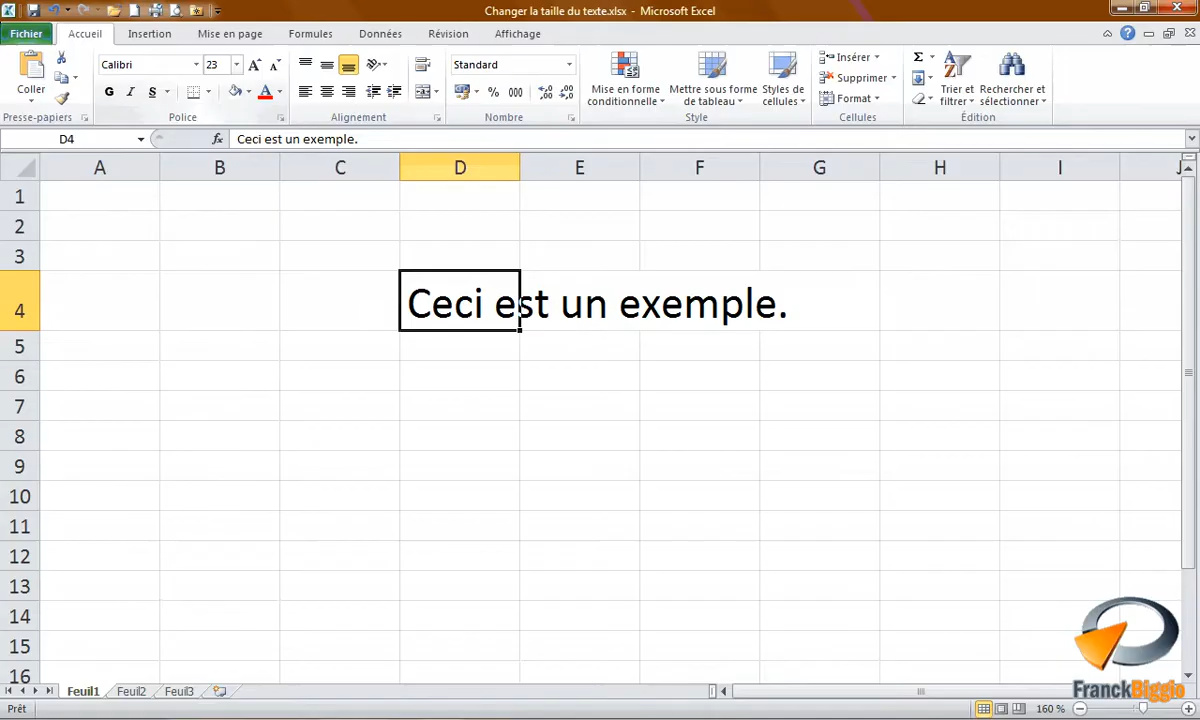 Changer la taille du texte.xlsx - Microsoft Excel
Fichier Accueil Insertion Mise en page Formules Données Révision Affichage
Coller
Presse-papiers
Calibri 23
G I S
Police
Alignement
Standard
% 000
Nombre
Mise en forme conditionnelle
Mettre sous forme de tableau
Styles de cellules
Style
Insérer
Supprimer
Format
Cellules
Σ
Trier et filtrer
Rechercher et sélectionner
Édition
D4 fx Ceci est un exemple.
A B C D E F G H I J
1
2
3
4 Ceci est un exemple.
5
6
7
8
9
10
11
12
13
14
15
16
Feuil1 Feuil2 Feuil3
FranckBiggio
Prêt 160 %